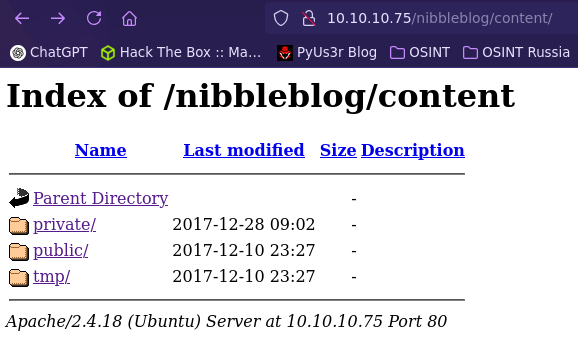 10.10.10.75/nibbleblog/content/
ChatGPT Hack The Box :: Ma… PyUs3r Blog OSINT OSINT Russia
Index of /nibbleblog/content
Name Last modified Size Description
Parent Directory -
private/ 2017-12-28 09:02 -
public/ 2017-12-10 23:27 -
tmp/ 2017-12-10 23:27 -
Apache/2.4.18 (Ubuntu) Server at 10.10.10.75 Port 80